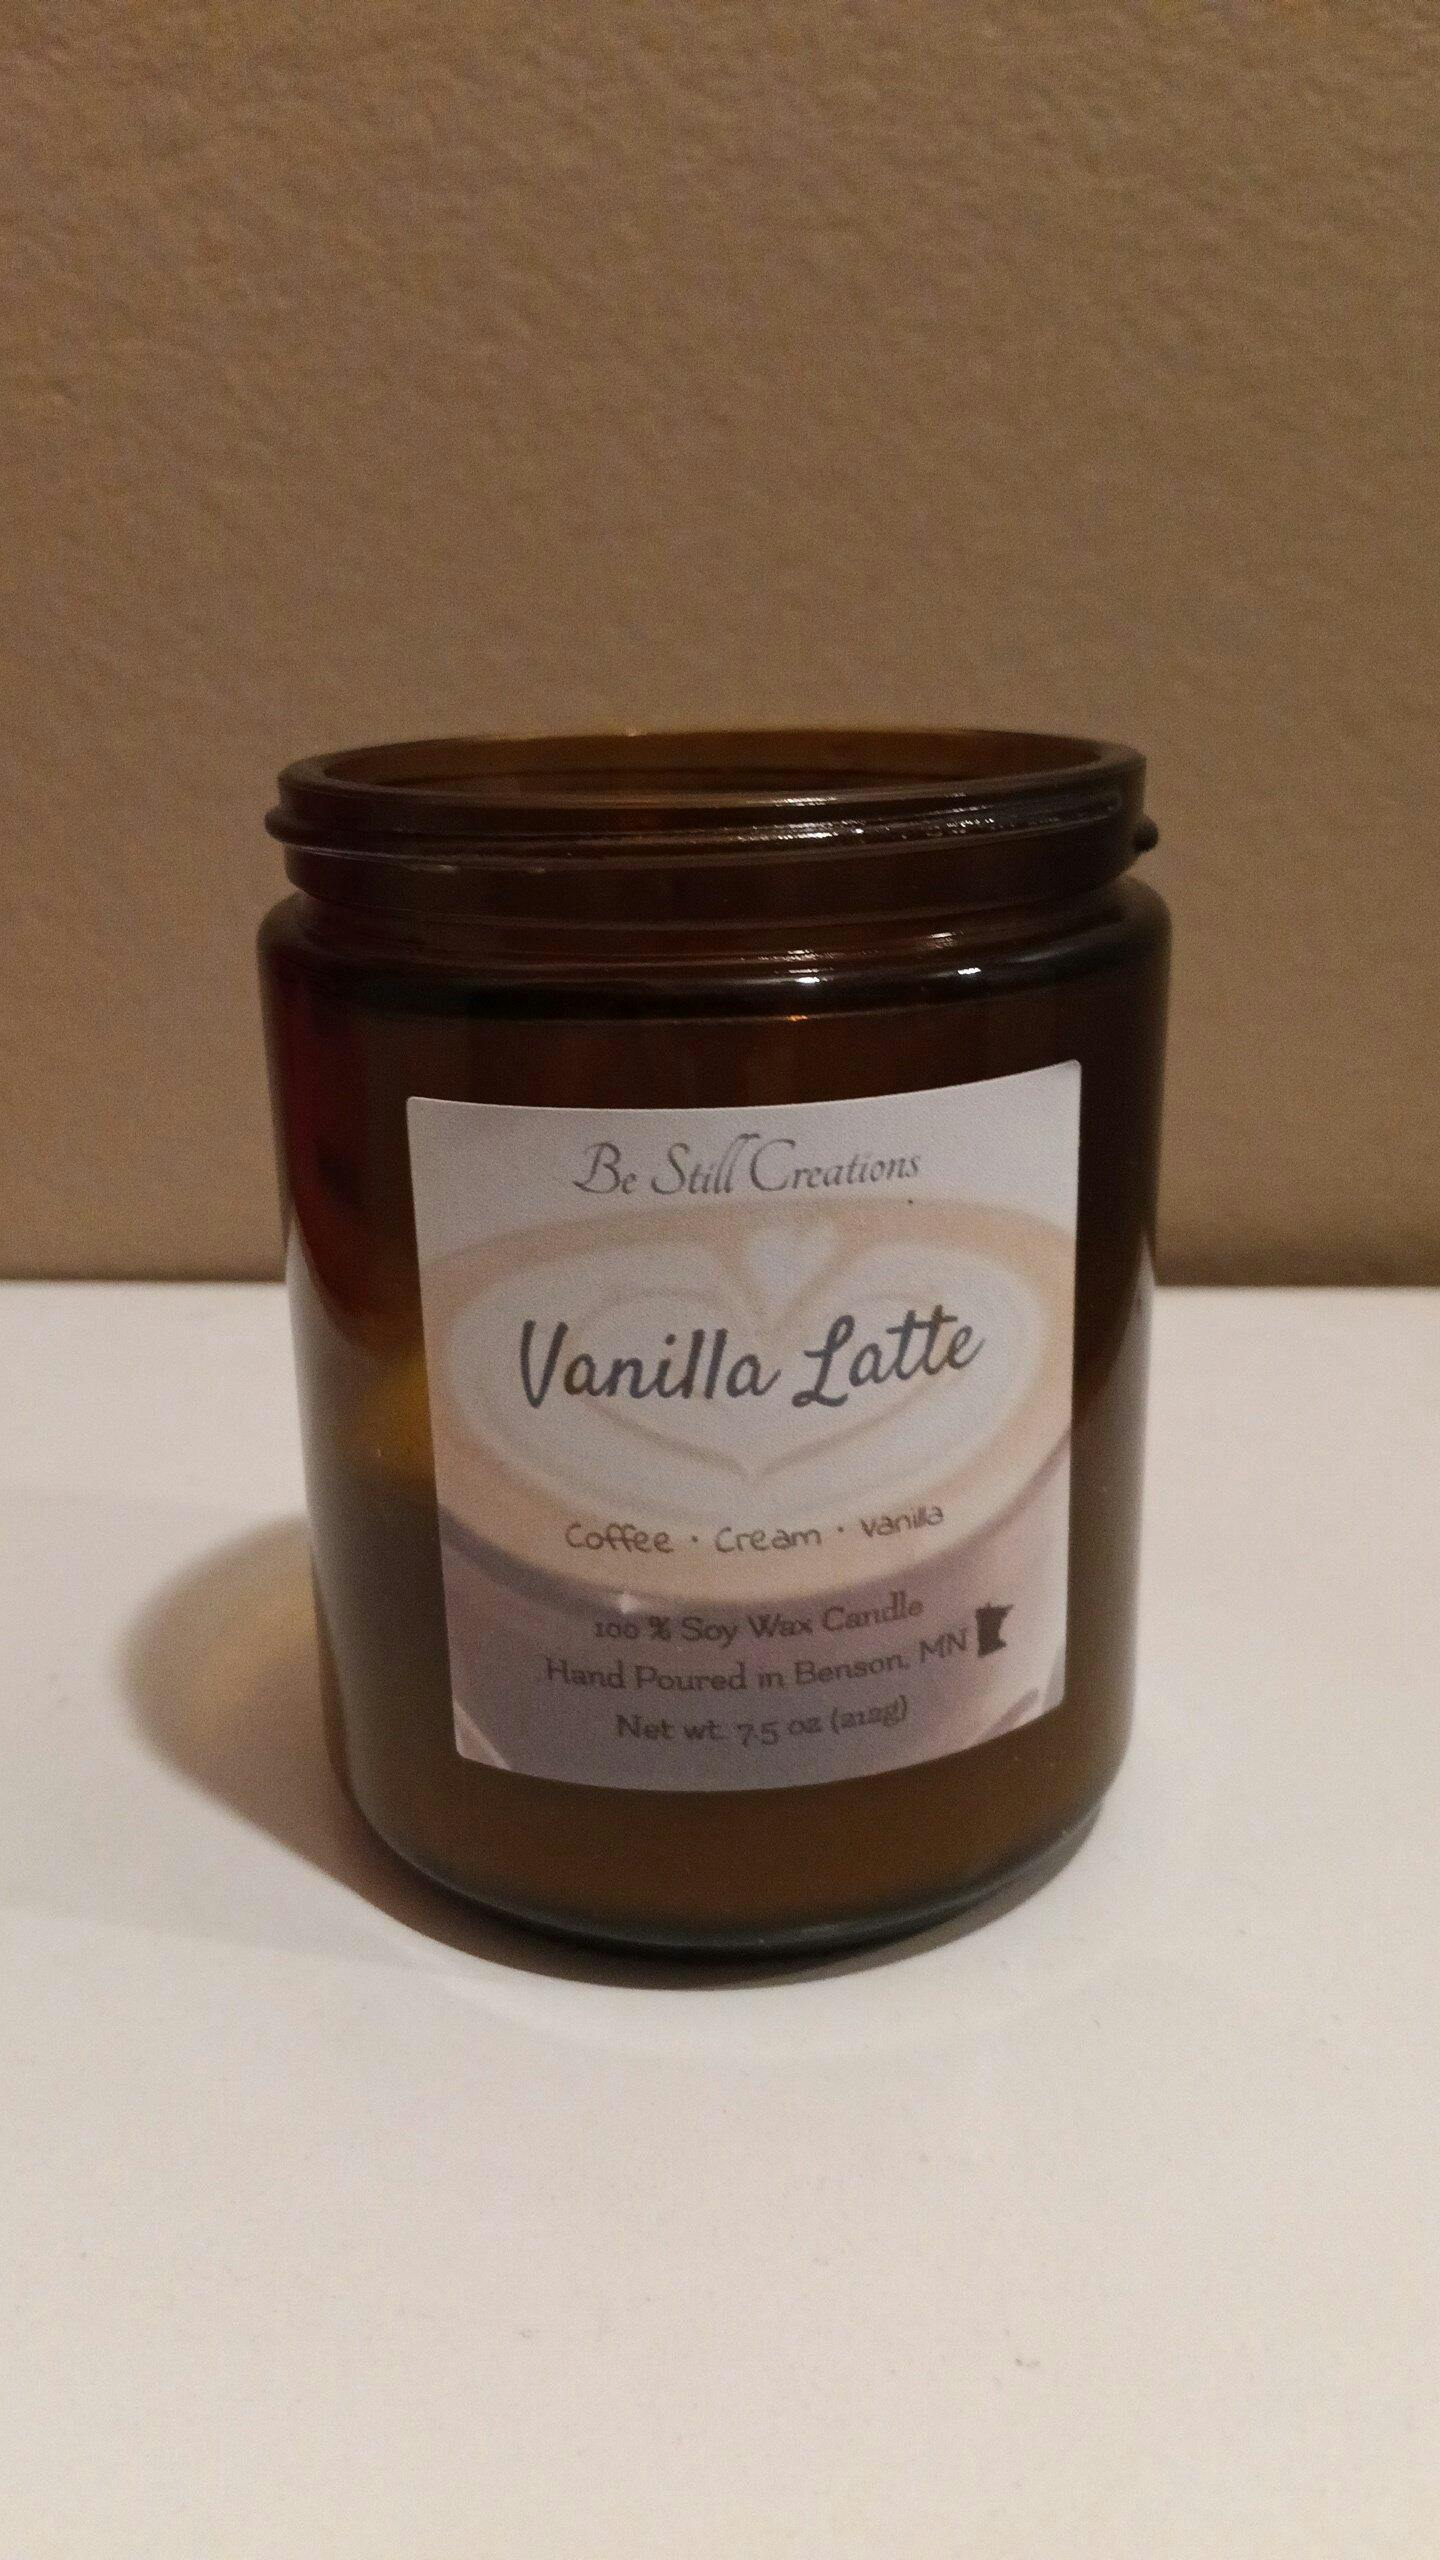 Be Still Creations
Vanilla Latte
Coffee · Cream · Vanilla
100 % Soy Wax Candle
Hand Poured in Benson, MN
Net wt. 7.5 oz (212g)